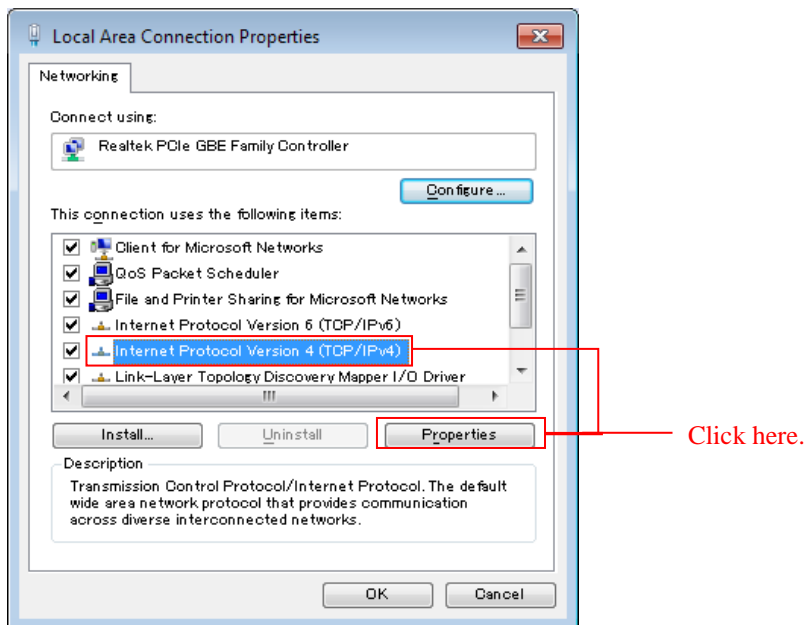 Local Area Connection Properties
Networking
Connect using:
Realtek PCIe GBE Family Controller
Configure...
This connection uses the following items:
Client for Microsoft Networks
QoS Packet Scheduler
File and Printer Sharing for Microsoft Networks
Internet Protocol Version 6 (TCP/IPv6)
Internet Protocol Version 4 (TCP/IPv4)
Link-Layer Topology Discovery Mapper I/O Driver
Install...
Uninstall
Properties
Click here.
Description
Transmission Control Protocol/Internet Protocol. The default
wide area network protocol that provides communication
across diverse interconnected networks.
OK
Cancel